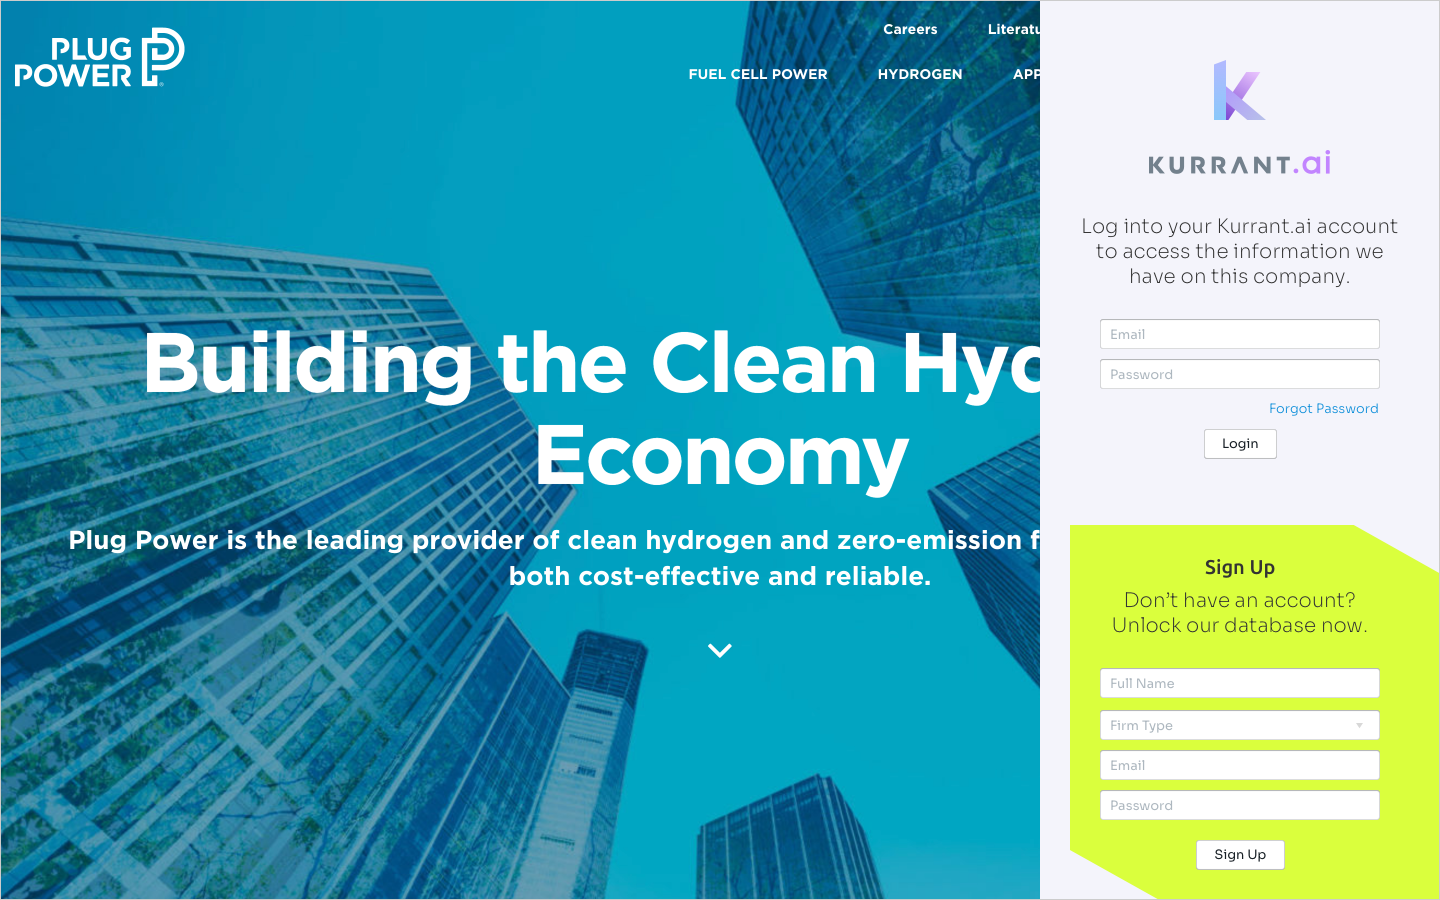 PLUG
POWER
Careers
FUEL CELL POWER
HYDROGEN
Building the Clean
Economy
Plug Power is the leading provider of clean hydrogen and zero-emission
both cost-effective and reliable.
KURRANT.ai
Log into your Kurrant.ai account
to access the information we
have on this company.
Email
Password
Forgot Password
Login
Sign Up
Don't have an account?
Unlock our database now.
Full Name
Firm Type
Email
Password
Sign Up